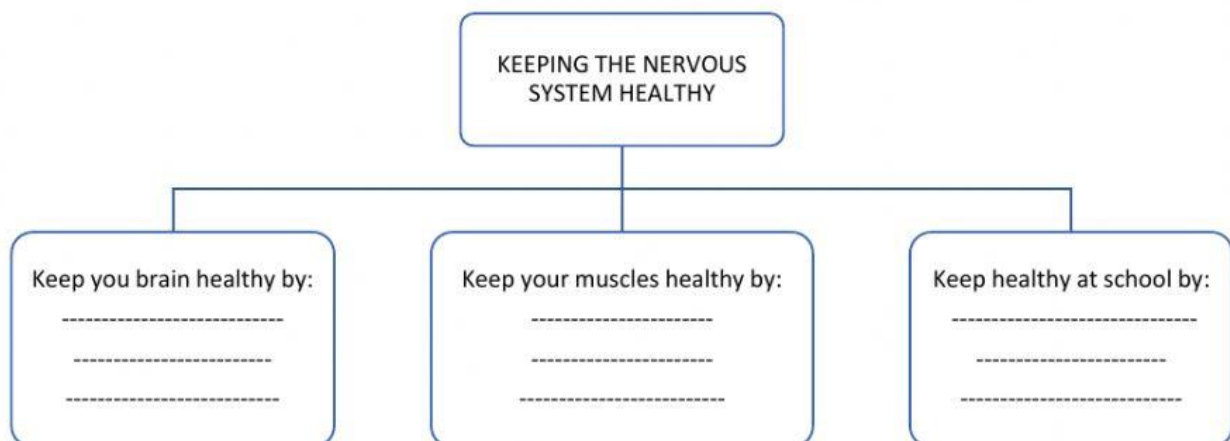 KEEPING THE NERVOUS
SYSTEM HEALTHY
Keep you brain healthy by:
----------------------------
-------------------------
---------------------------
Keep your muscles healthy by:
-----------------------
-----------------------
--------------------------
Keep healthy at school by:
-------------------------------
------------------------
----------------------------